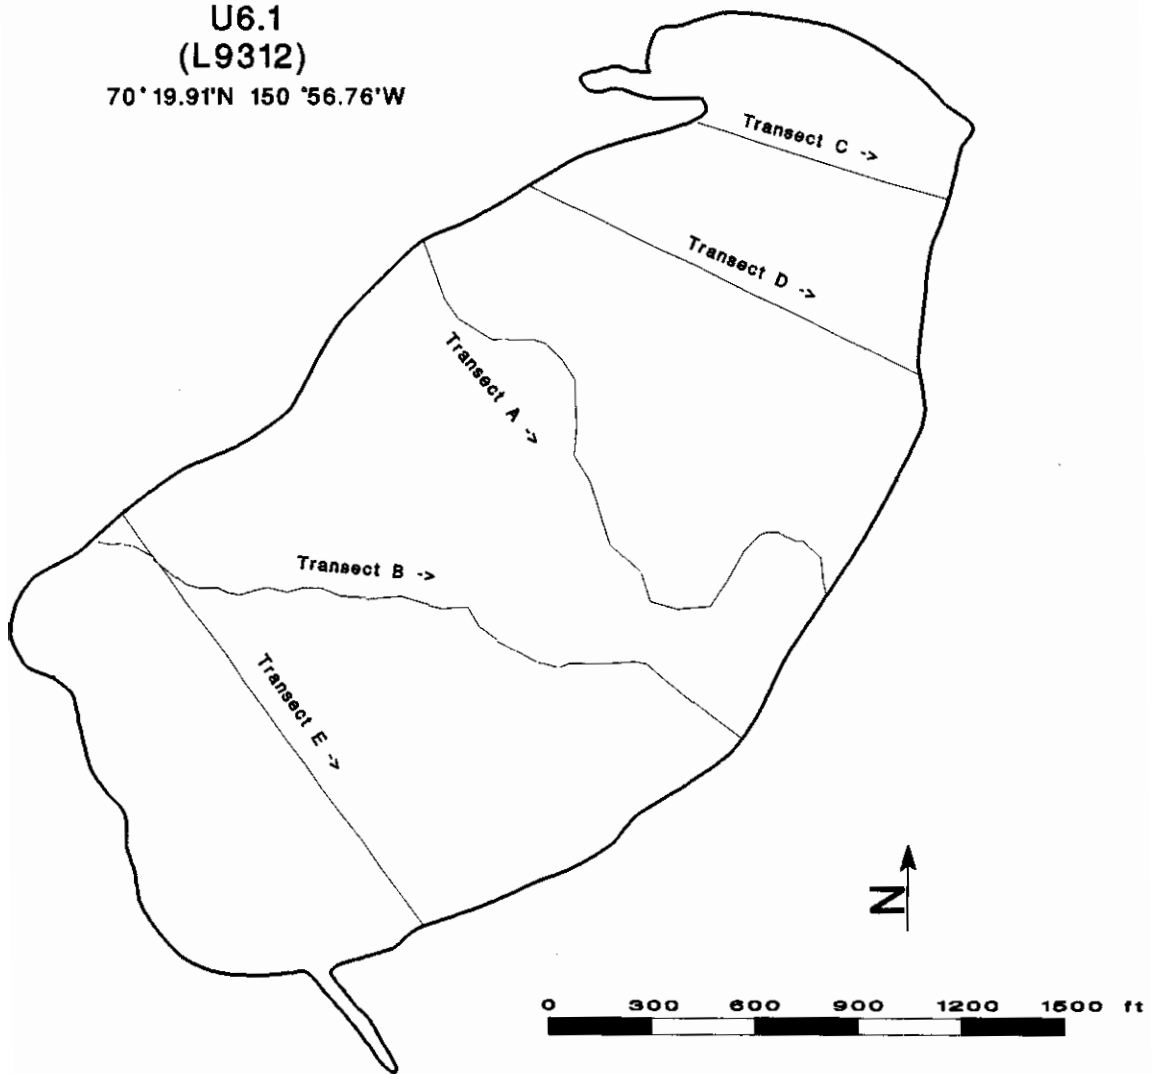 U6.1
(L9312)
70°19.91'N 150°56.76'W
Transect C ->
Transect D ->
Transect A ->
Transect B ->
Transect E ->
N
0 300 600 900 1200 1500 ft